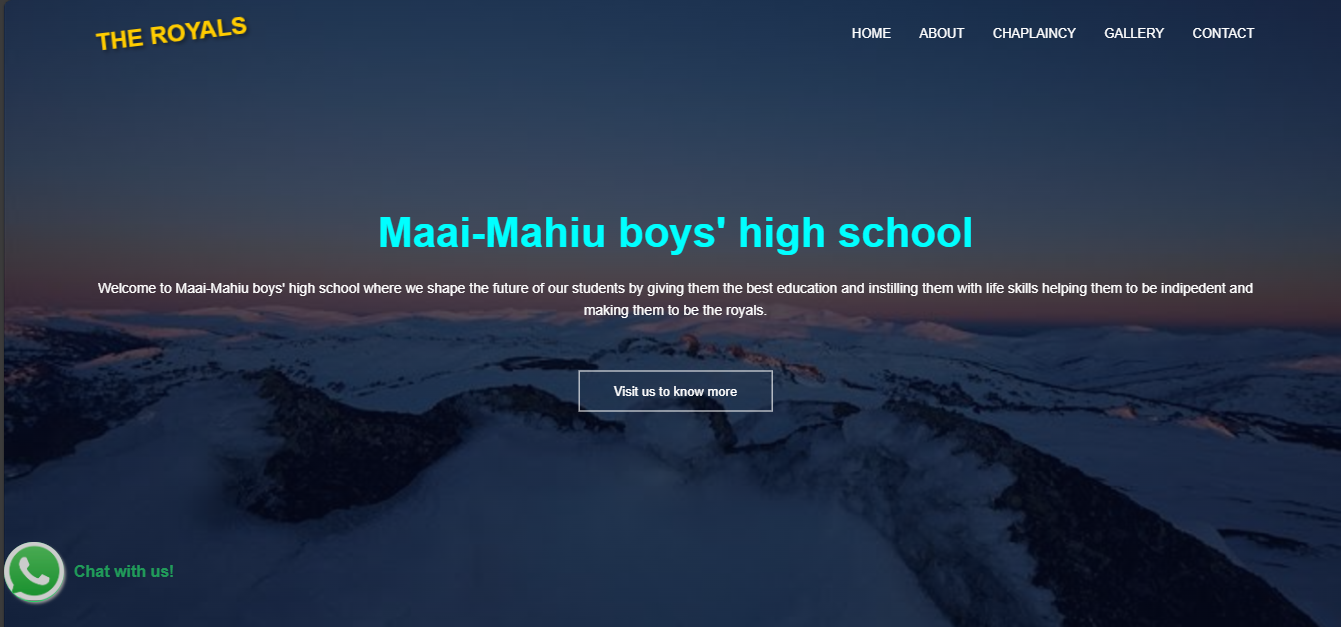 THE ROYALS
HOME ABOUT CHAPLAINCY GALLERY CONTACT
Maai-Mahiu boys' high school
Welcome to Maai-Mahiu boys' high school where we shape the future of our students by giving them the best education and instilling them with life skills helping them to be indipedent and
making them to be the royals.
Visit us to know more
Chat with us!